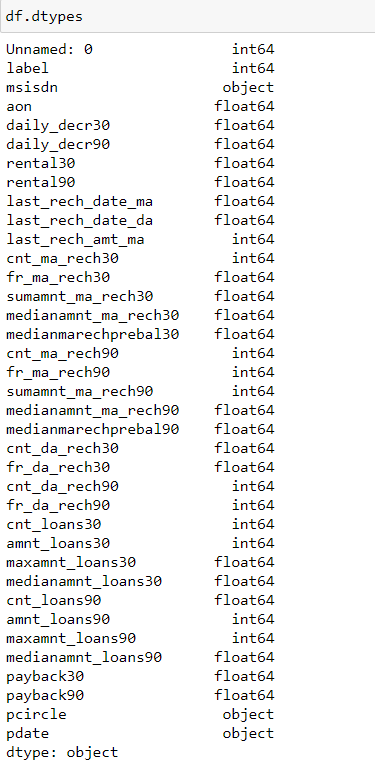 df.dtypes
Unnamed: 0 int64
label int64
msisdn object
aon float64
daily_decr30 float64
daily_decr90 float64
rental30 float64
rental90 float64
last_rech_date_ma float64
last_rech_date_da float64
last_rech_amt_ma int64
cnt_ma_rech30 int64
fr_ma_rech30 float64
sumamnt_ma_rech30 float64
medianamnt_ma_rech30 float64
medianmarechprebal30 float64
cnt_ma_rech90 int64
fr_ma_rech90 int64
sumamnt_ma_rech90 int64
medianamnt_ma_rech90 float64
medianmarechprebal90 float64
cnt_da_rech30 float64
fr_da_rech30 float64
cnt_da_rech90 int64
fr_da_rech90 int64
cnt_loans30 int64
amnt_loans30 int64
maxamnt_loans30 float64
medianamnt_loans30 float64
cnt_loans90 float64
amnt_loans90 int64
maxamnt_loans90 int64
medianamnt_loans90 float64
payback30 float64
payback90 float64
pcircle object
pdate object
dtype: object